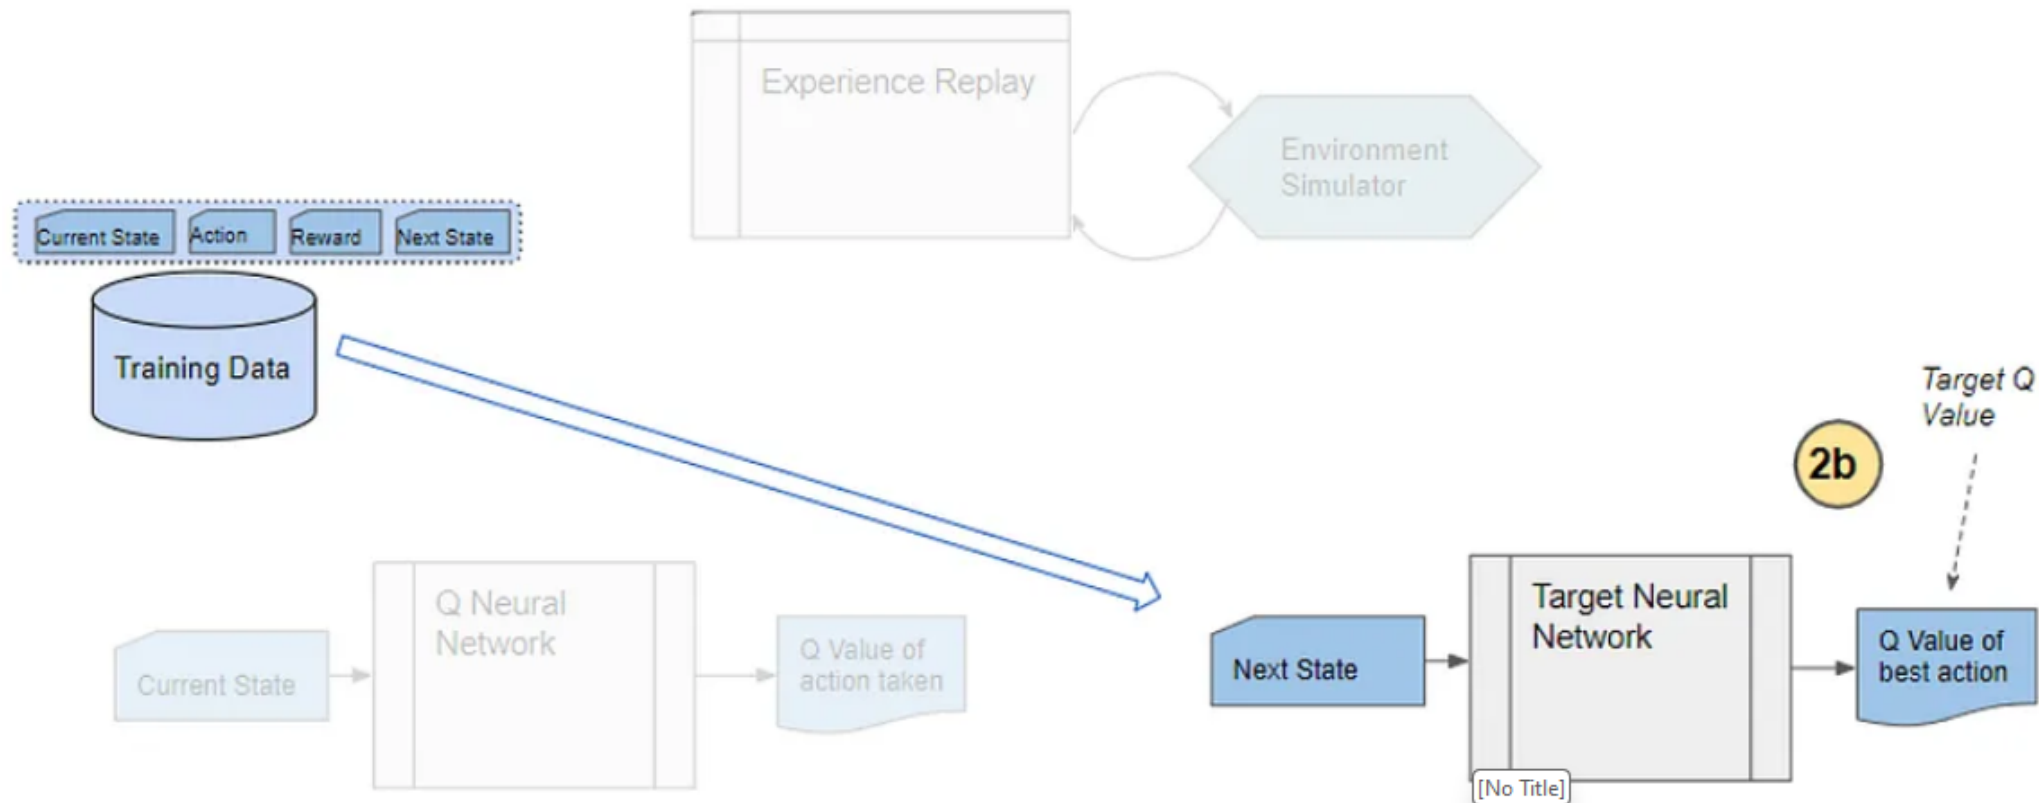 Experience Replay
Environment
Simulator
Current State
Action
Reward
Next State
Training Data
Target Q
Value
2b
Q Neural
Network
Current State
Q Value of
action taken
Target Neural
Network
Next State
Q Value of
best action
[No Title]